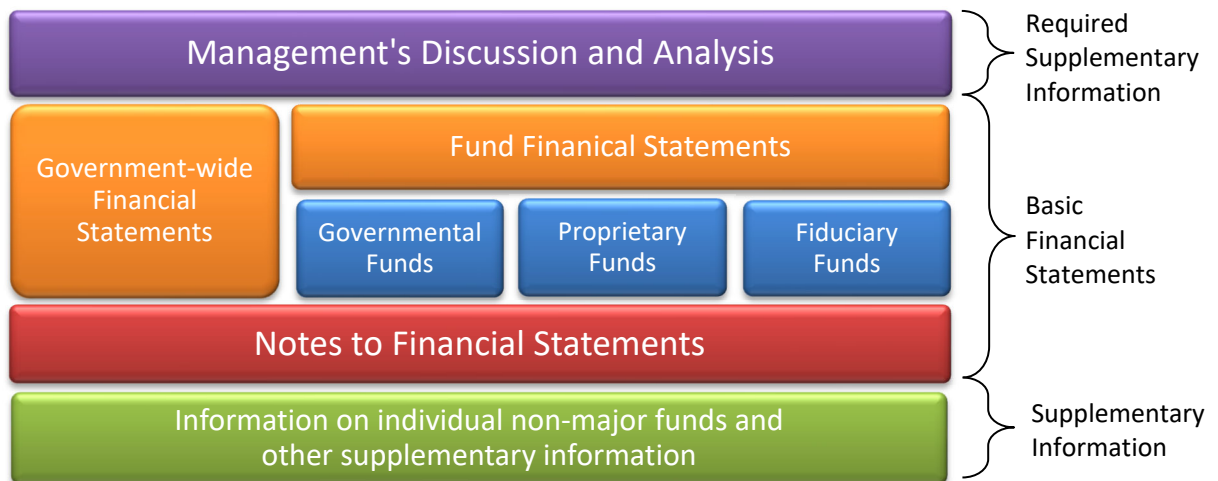 Management's Discussion and Analysis
Required
Supplementary
Information
Government-wide
Financial
Statements
Fund Finanical Statements
Governmental
Funds
Proprietary
Funds
Fiduciary
Funds
Basic
Financial
Statements
Notes to Financial Statements
Information on individual non-major funds and
other supplementary information
Supplementary
Information